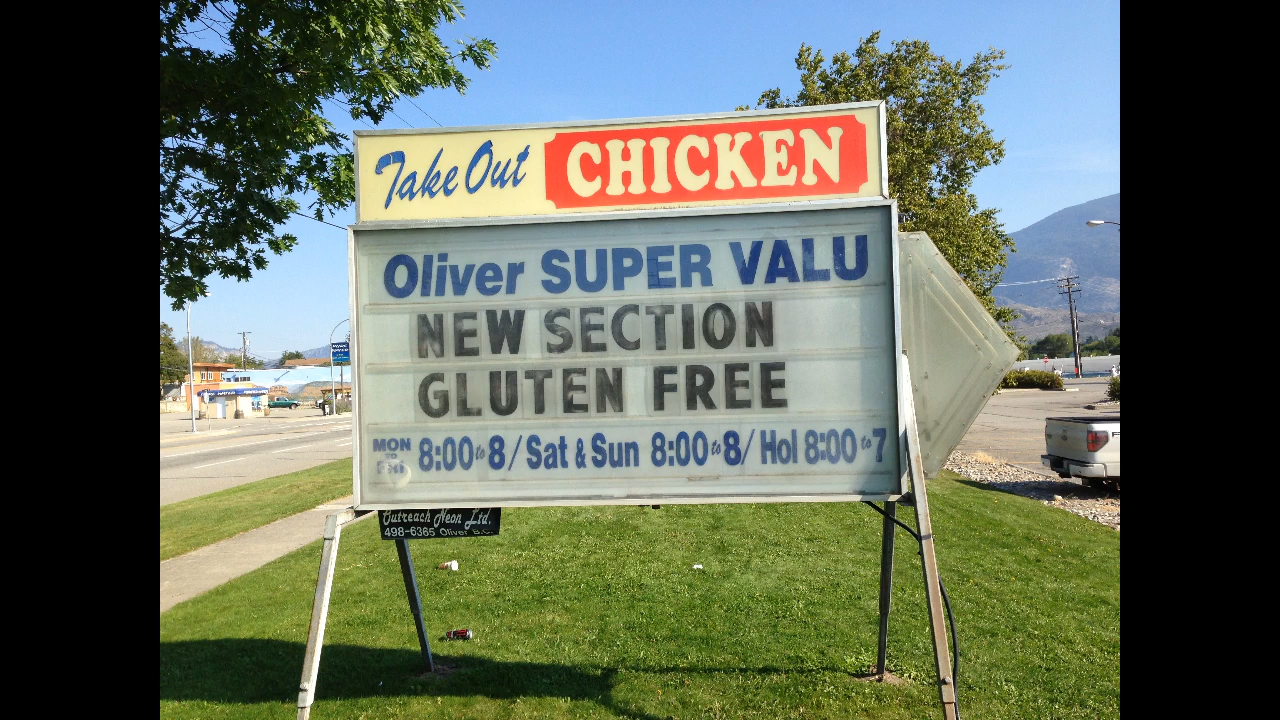 Take Out CHICKEN
Oliver SUPER VALU
NEW SECTION
GLUTEN FREE
MON TO FRI 8:00 to 8 / Sat & Sun 8:00 to 8 / Hol 8:00 to 7
Outreach Neon Ltd.
498-6365 Oliver B.C.